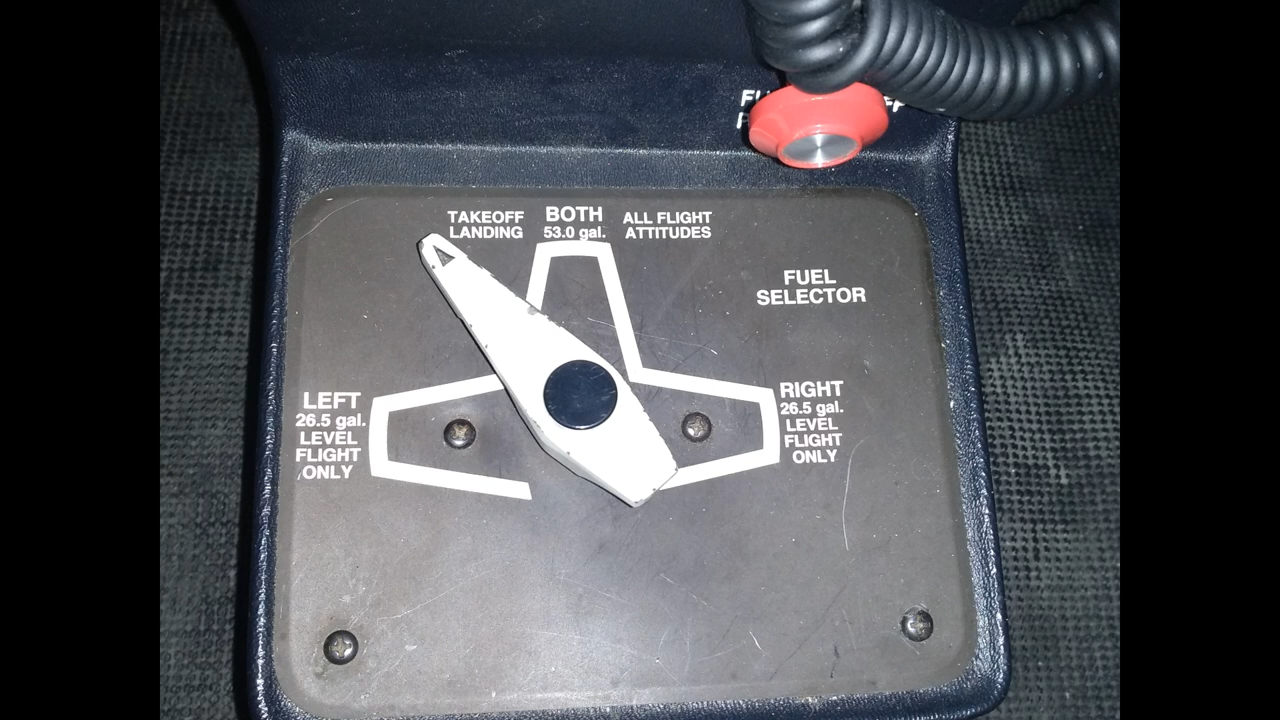 TAKEOFF
LANDING
BOTH
53.0 gal.
ALL FLIGHT
ATTITUDES
FUEL
SELECTOR
LEFT
26.5 gal.
LEVEL
FLIGHT
ONLY
RIGHT
26.5 gal.
LEVEL
FLIGHT
ONLY